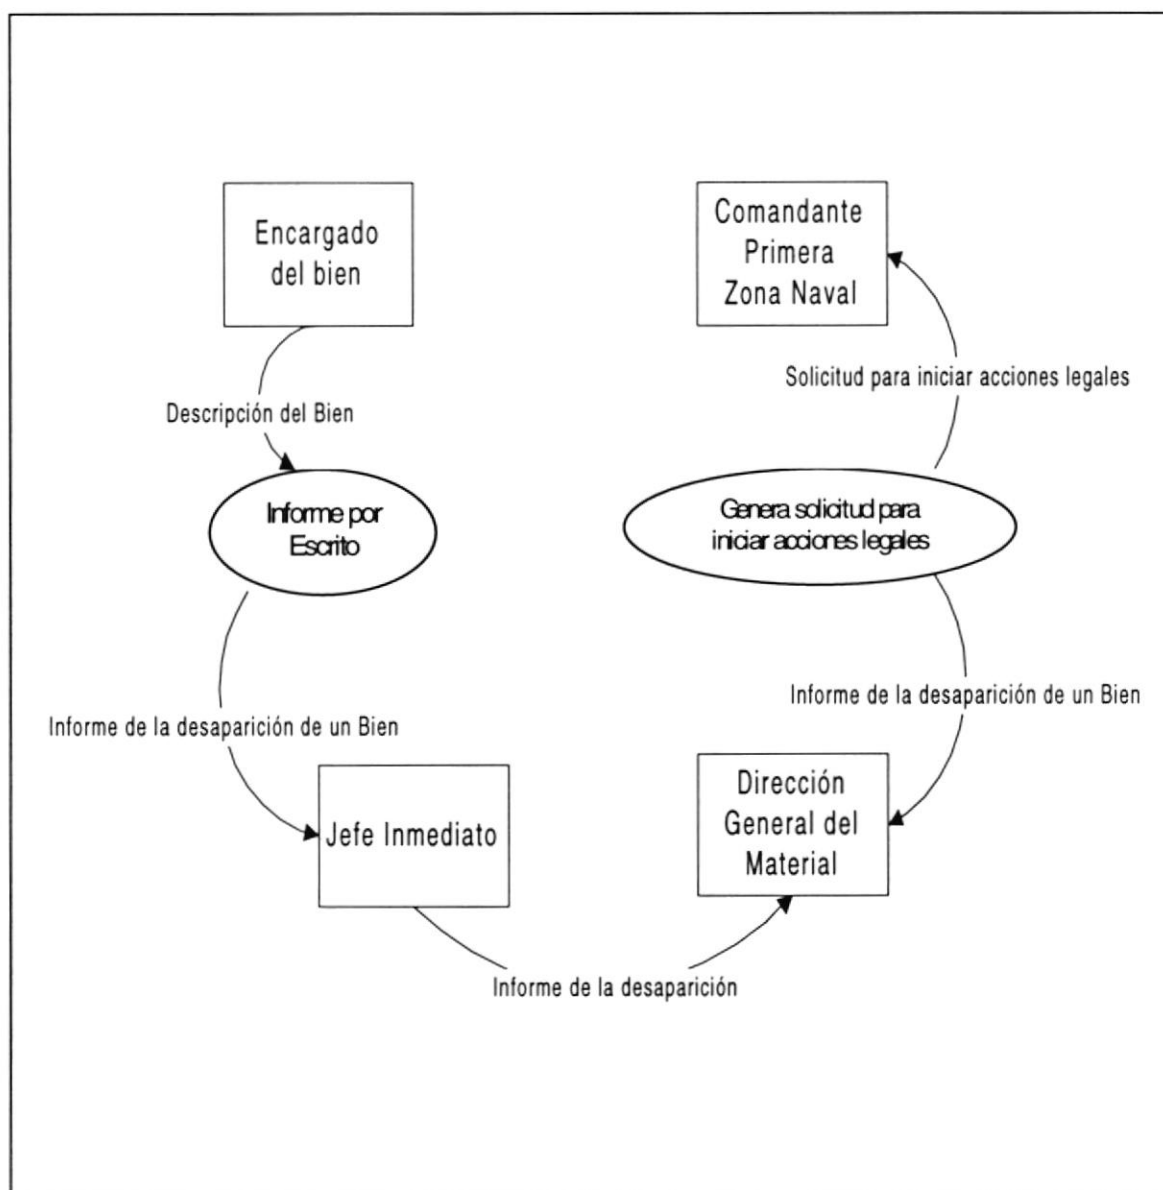 Encargado
del bien
Comandante
Primera
Zona Naval
Solicitud para iniciar acciones legales
Descripción del Bien
Informe por
Escrito
Genera solicitud para
iniciar acciones legales
Informe de la desaparición de un Bien
Informe de la desaparición de un Bien
Jefe Inmediato
Dirección
General del
Material
Informe de la desaparición